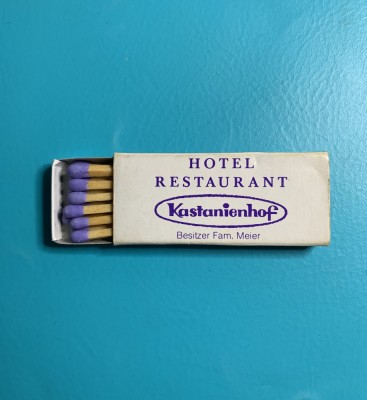 HOTEL
RESTAURANT
Kastanienhof
Besitzer Fam. Meier